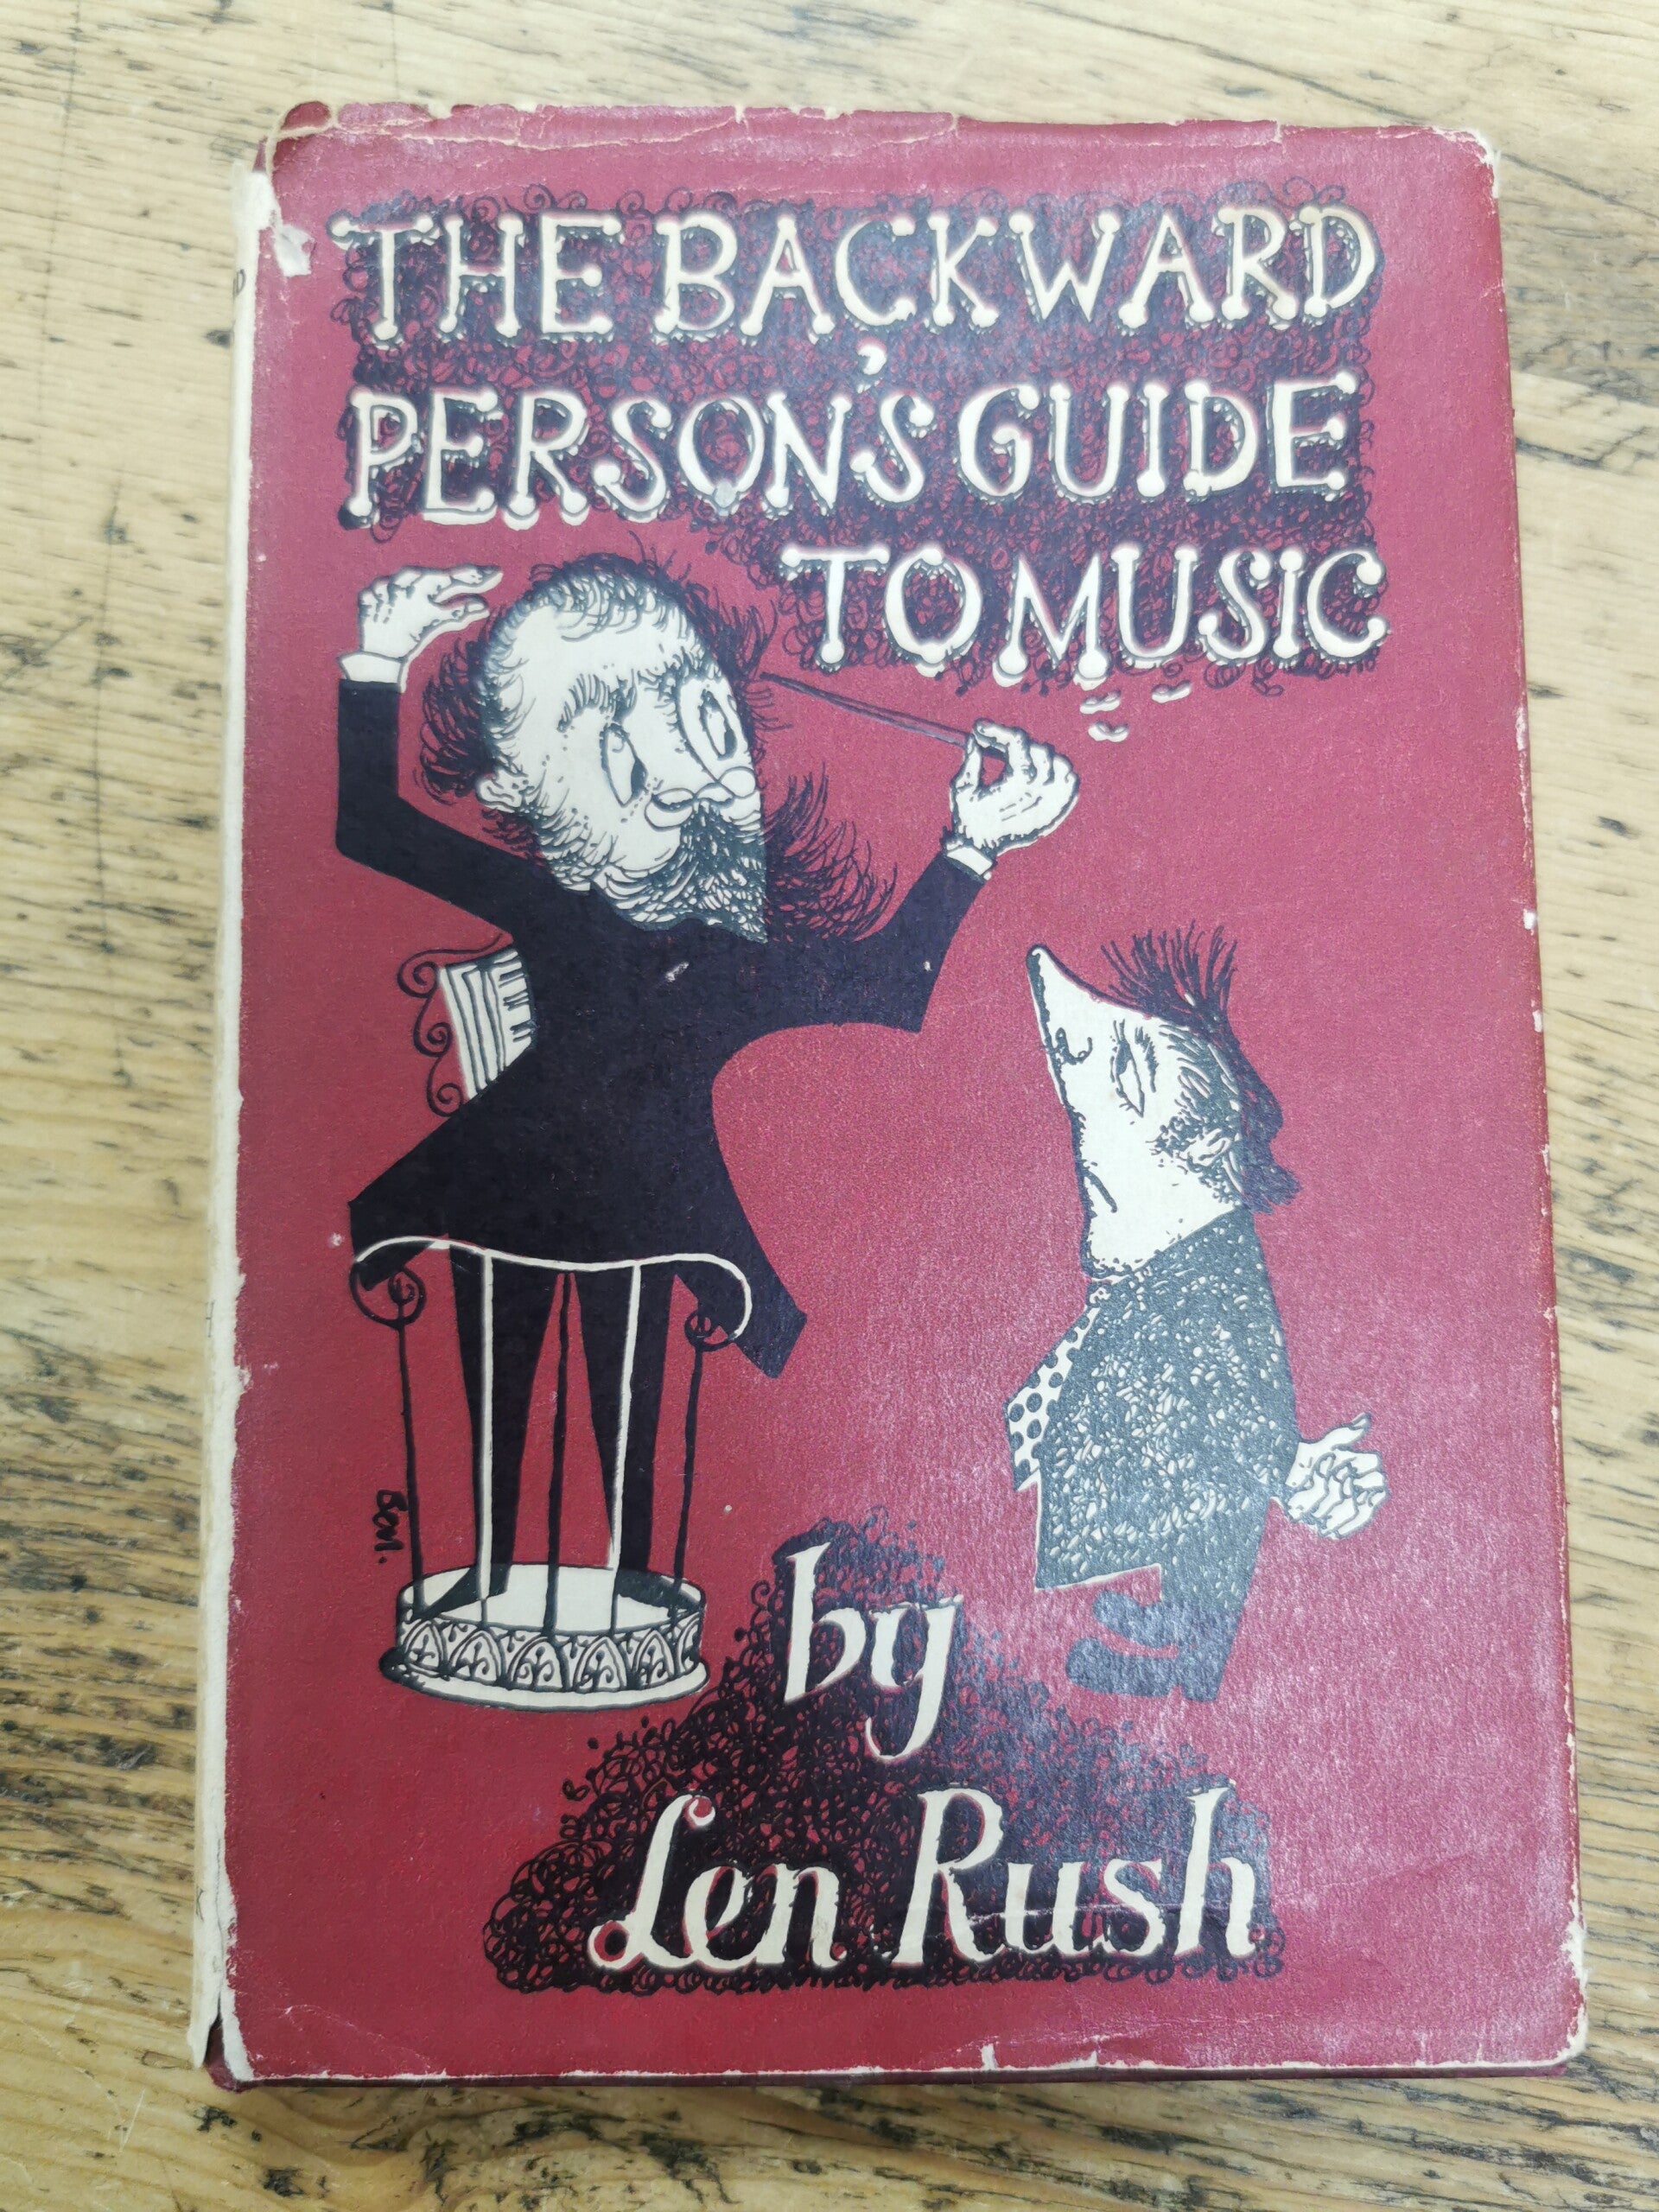 THE BACKWARD
PERSON'S GUIDE
TO MUSIC
by
Len Rush